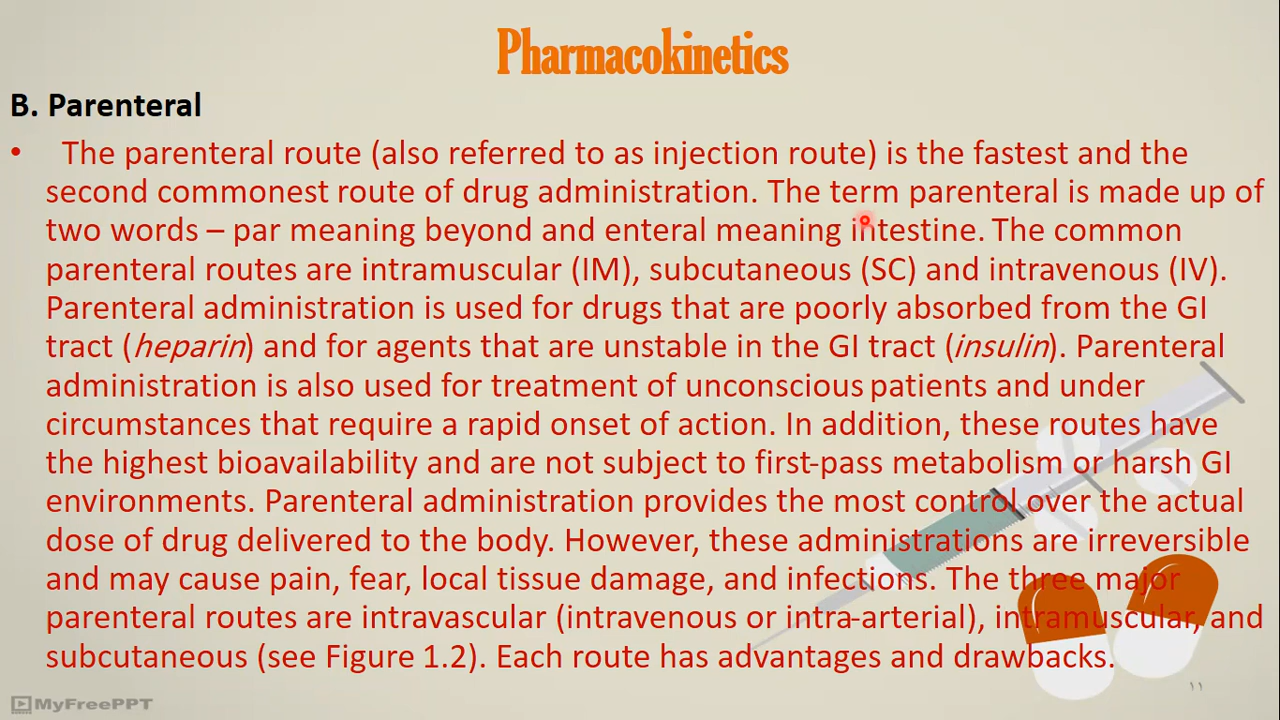 Pharmacokinetics
B. Parenteral
• The parenteral route (also referred to as injection route) is the fastest and the
second commonest route of drug administration. The term parenteral is made up of
two words – par meaning beyond and enteral meaning intestine. The common
parenteral routes are intramuscular (IM), subcutaneous (SC) and intravenous (IV).
Parenteral administration is used for drugs that are poorly absorbed from the GI
tract (heparin) and for agents that are unstable in the GI tract (insulin). Parenteral
administration is also used for treatment of unconscious patients and under
circumstances that require a rapid onset of action. In addition, these routes have
the highest bioavailability and are not subject to first-pass metabolism or harsh GI
environments. Parenteral administration provides the most control over the actual
dose of drug delivered to the body. However, these administrations are irreversible
and may cause pain, fear, local tissue damage, and infections. The three major
parenteral routes are intravascular (intravenous or intra-arterial), intramuscular, and
subcutaneous (see Figure 1.2). Each route has advantages and drawbacks.
١١
MyFreePPT